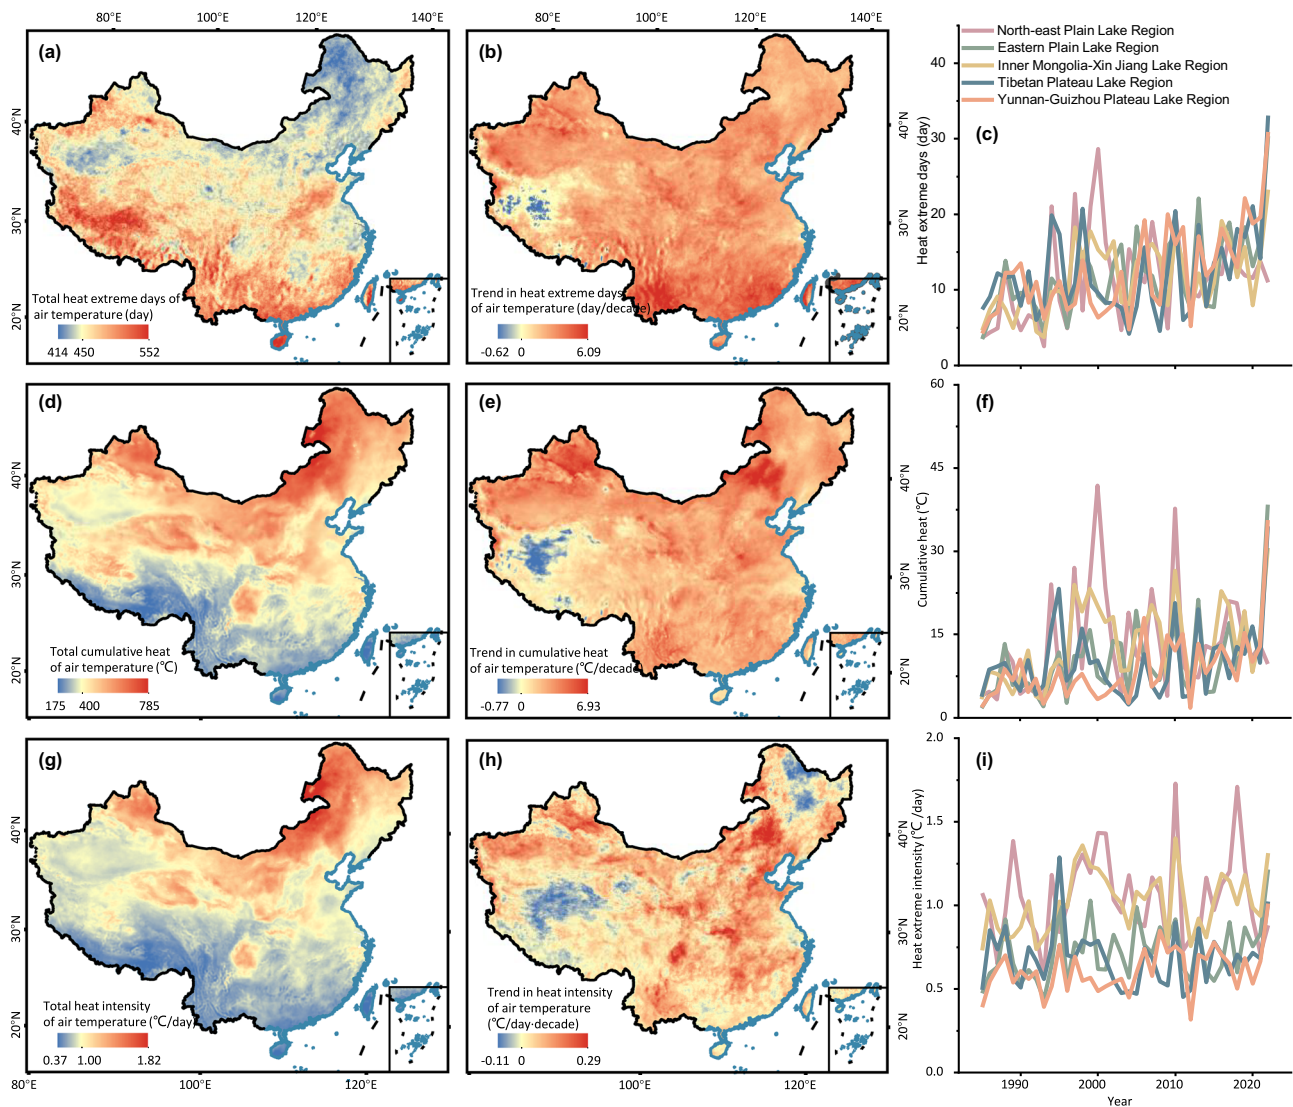 80°E
100°E
120°E
140°E
80°E
100°E
120°E
140°E
(a)
40°N
30°N
20°N
Total heat extreme days of
air temperature (day)
414
450
552
(b)
40°N
30°N
20°N
Trend in heat extreme days
of air temperature (day/decade)
-0.62
0
6.09
North-east Plain Lake Region
Eastern Plain Lake Region
Inner Mongolia-Xin Jiang Lake Region
Tibetan Plateau Lake Region
Yunnan-Guizhou Plateau Lake Region
(c)
Heat extreme days (day)
40
30
20
10
0
(d)
40°N
30°N
20°N
Total cumulative heat
of air temperature (℃)
175
400
785
(e)
40°N
30°N
20°N
Trend in cumulative heat
of air temperature (℃/decade
-0.77
0
6.93
(f)
Cumulative heat (℃)
60
45
30
15
0
(g)
40°N
30°N
20°N
Total heat intensity
of air temperature (℃/day)
0.37
1.00
1.82
80°E
100°E
120°E
(h)
40°N
30°N
20°N
Trend in heat intensity
of air temperature
(℃/day·decade)
-0.11
0
0.29
100°E
120°E
(i)
Heat extreme intensity (℃ /day)
2.0
1.5
1.0
0.5
0.0
1990
2000
2010
2020
Year